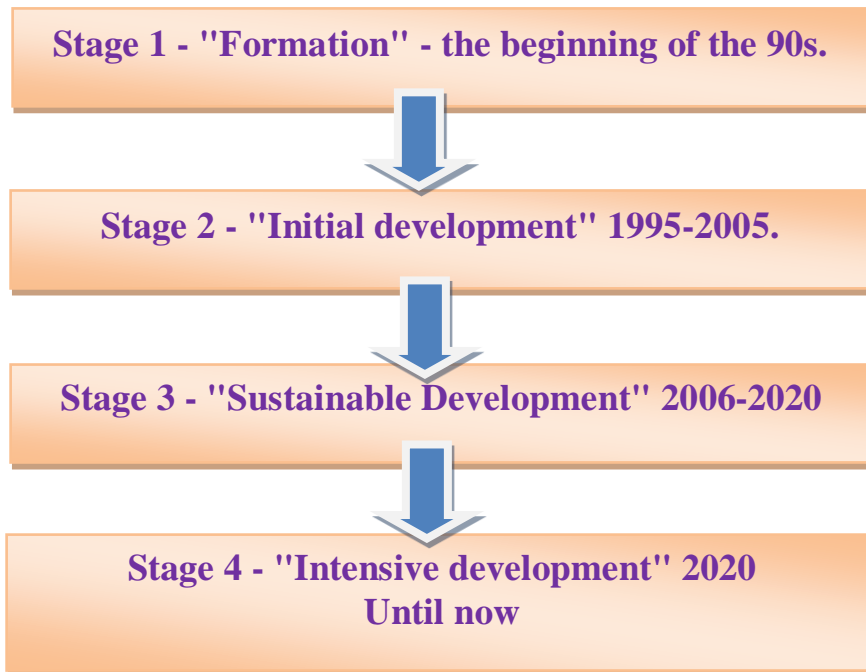 Stage 1 - "Formation" - the beginning of the 90s.
Stage 2 - "Initial development" 1995-2005.
Stage 3 - "Sustainable Development" 2006-2020
Stage 4 - "Intensive development" 2020
Until now